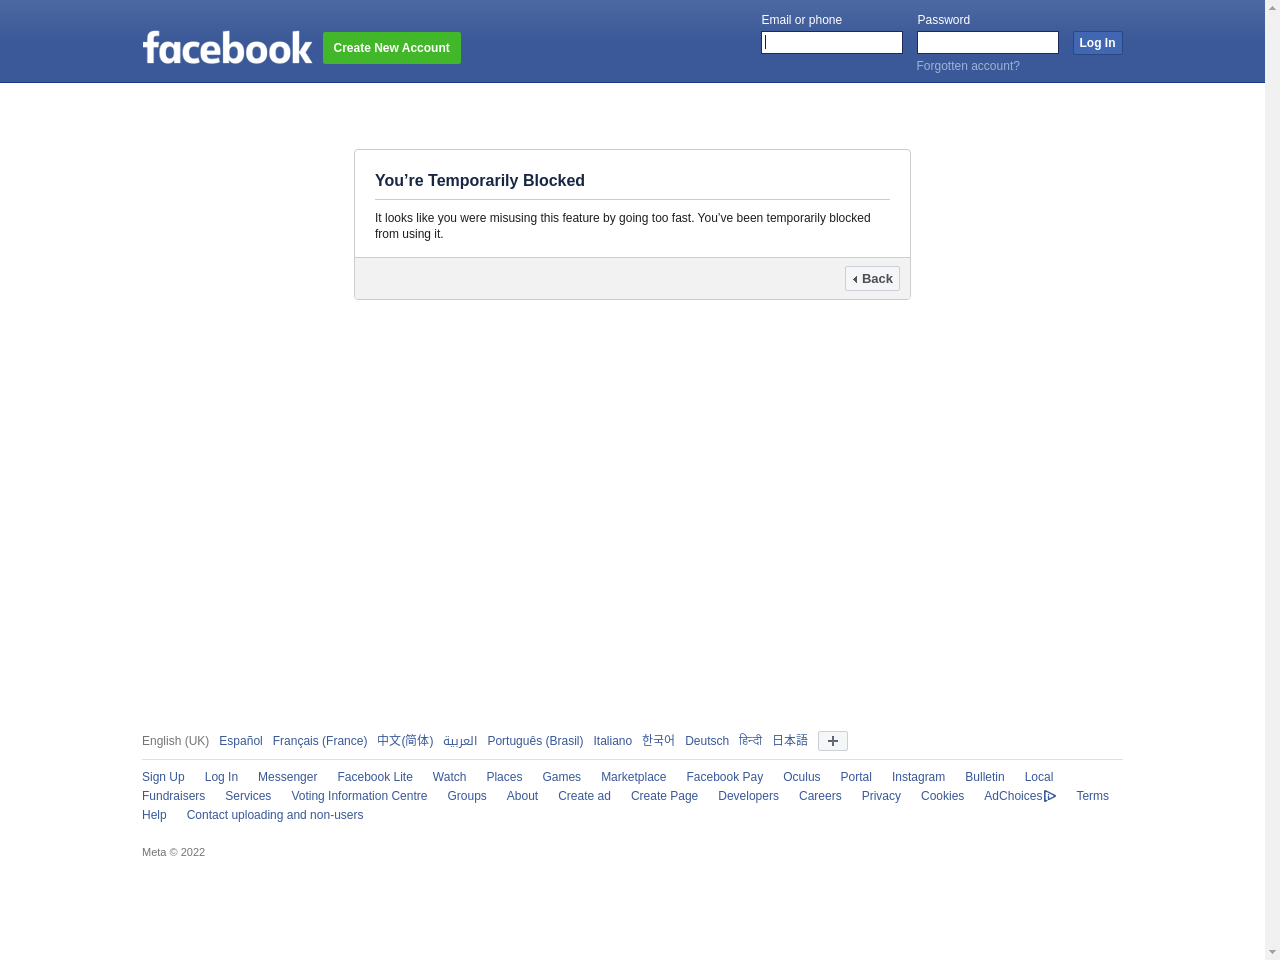 facebook
Create New Account
Email or phone
Password
Log In
Forgotten account?
You’re Temporarily Blocked
It looks like you were misusing this feature by going too fast. You’ve been temporarily blocked
from using it.
Back
English (UK) Español Français (France) 中文(简体) العربية Português (Brasil) Italiano 한국어 Deutsch हिन्दी 日本語
Sign Up Log In Messenger Facebook Lite Watch Places Games Marketplace Facebook Pay Oculus Portal Instagram Bulletin Local
Fundraisers Services Voting Information Centre Groups About Create ad Create Page Developers Careers Privacy Cookies AdChoices Terms
Help Contact uploading and non-users
Meta © 2022